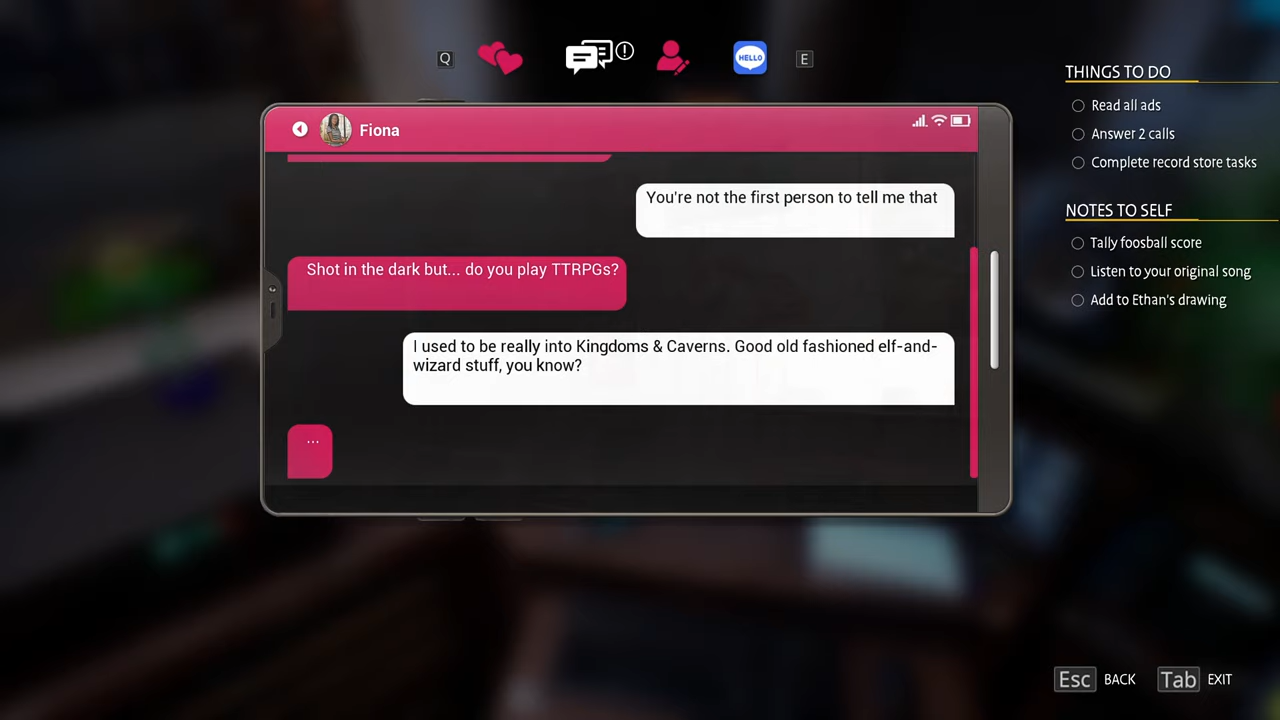 Q
HELLO
E
Fiona
You're not the first person to tell me that
Shot in the dark but... do you play TTRPGs?
I used to be really into Kingdoms & Caverns. Good old fashioned elf-and-
wizard stuff, you know?
...
THINGS TO DO
Read all ads
Answer 2 calls
Complete record store tasks
NOTES TO SELF
Tally foosball score
Listen to your original song
Add to Ethan's drawing
Esc BACK Tab EXIT